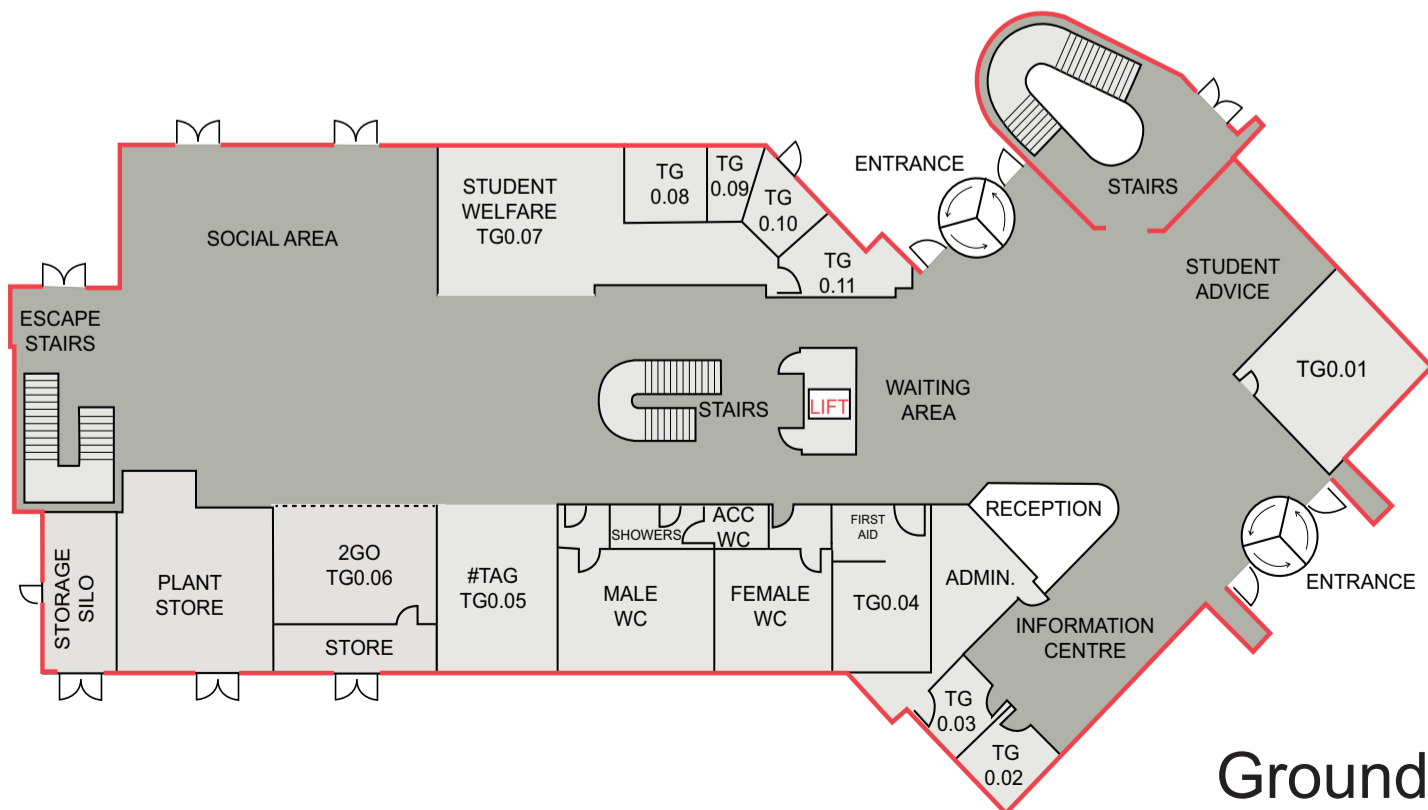 ENTRANCE
STAIRS
TG
0.08
TG
0.09
STUDENT
WELFARE
TG0.07
TG
0.10
SOCIAL AREA
TG
0.11
STUDENT
ADVICE
ESCAPE
STAIRS
TG0.01
STAIRS
LIFT
WAITING
AREA
RECEPTION
STORAGE
SILO
PLANT
STORE
2GO
TG0.06
STORE
#TAG
TG0.05
SHOWERS
ACC
WC
MALE
WC
FEMALE
WC
FIRST
AID
TG0.04
ADMIN.
ENTRANCE
INFORMATION
CENTRE
TG
0.03
TG
0.02
Ground